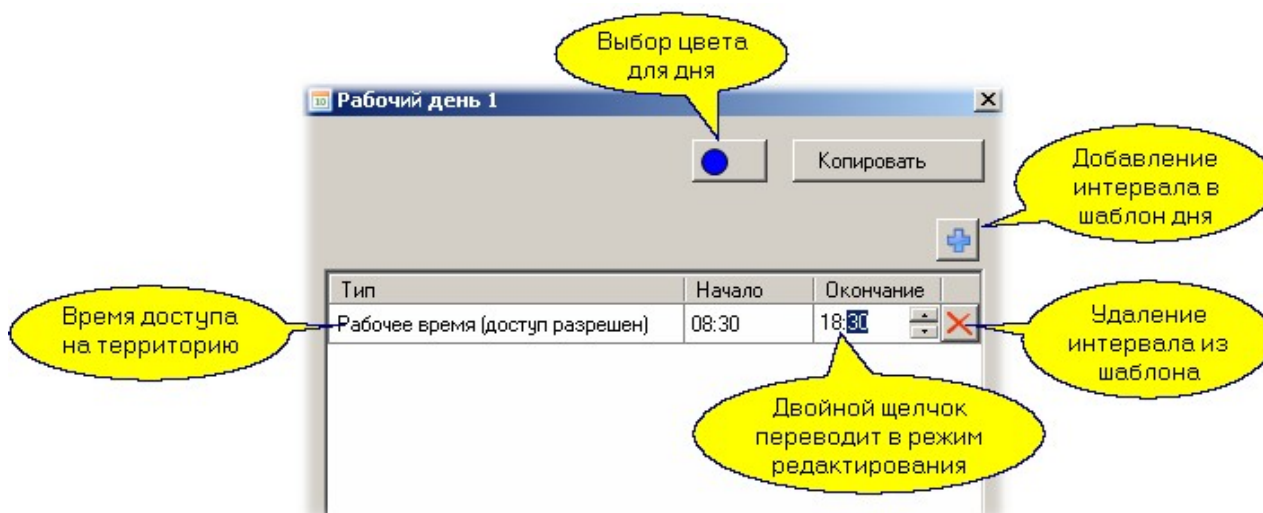 Выбор цвета
для дня
Рабочий день 1
Копировать
Добавление
интервала в
шаблон дня
Тип Начало Окончание
Время доступа
на территорию
Рабочее время (доступ разрешен) 08:30 18:30
Удаление
интервала из
шаблона
Двойной щелчок
переводит в режим
редактирования